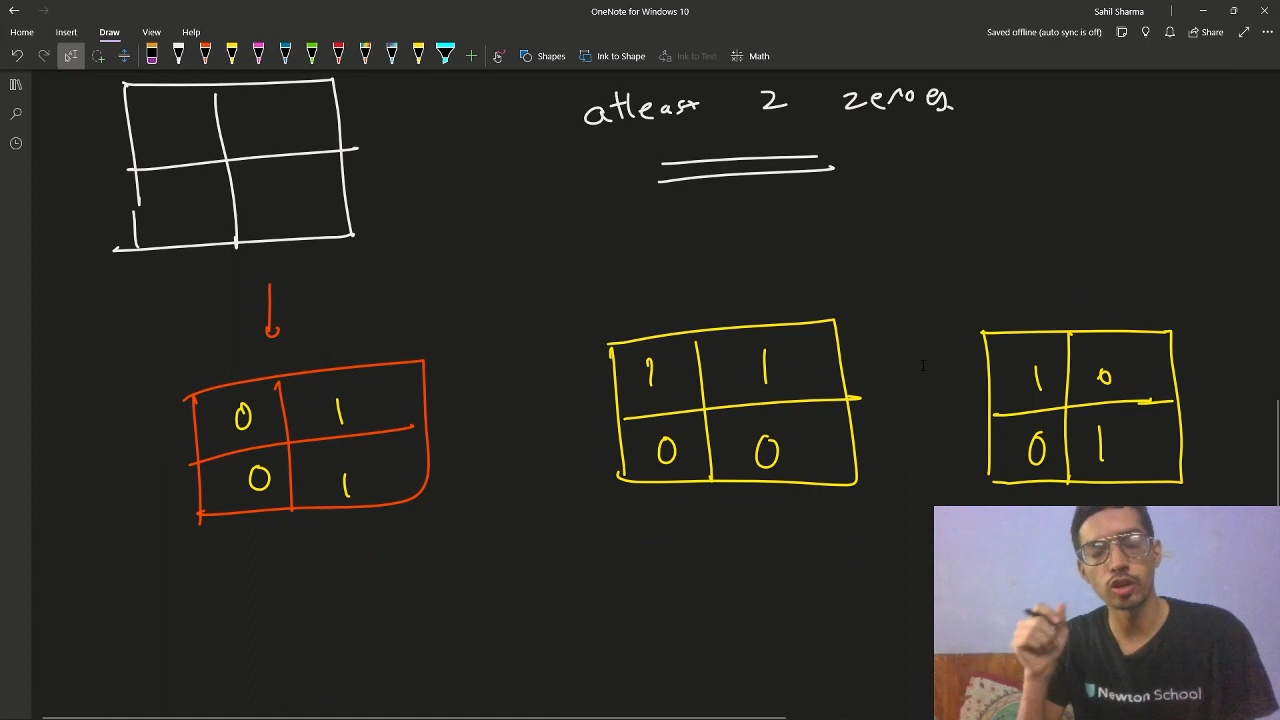 OneNote for Windows 10
Sahil Sharma
Home Insert Draw View Help
Saved offline (auto sync is off)
Share
Shapes
Ink to Shape
Ink to Text
Math
atleast 2 zeroes
0 1
0 1
1 1
0 0
1 0
0 1
Newton School